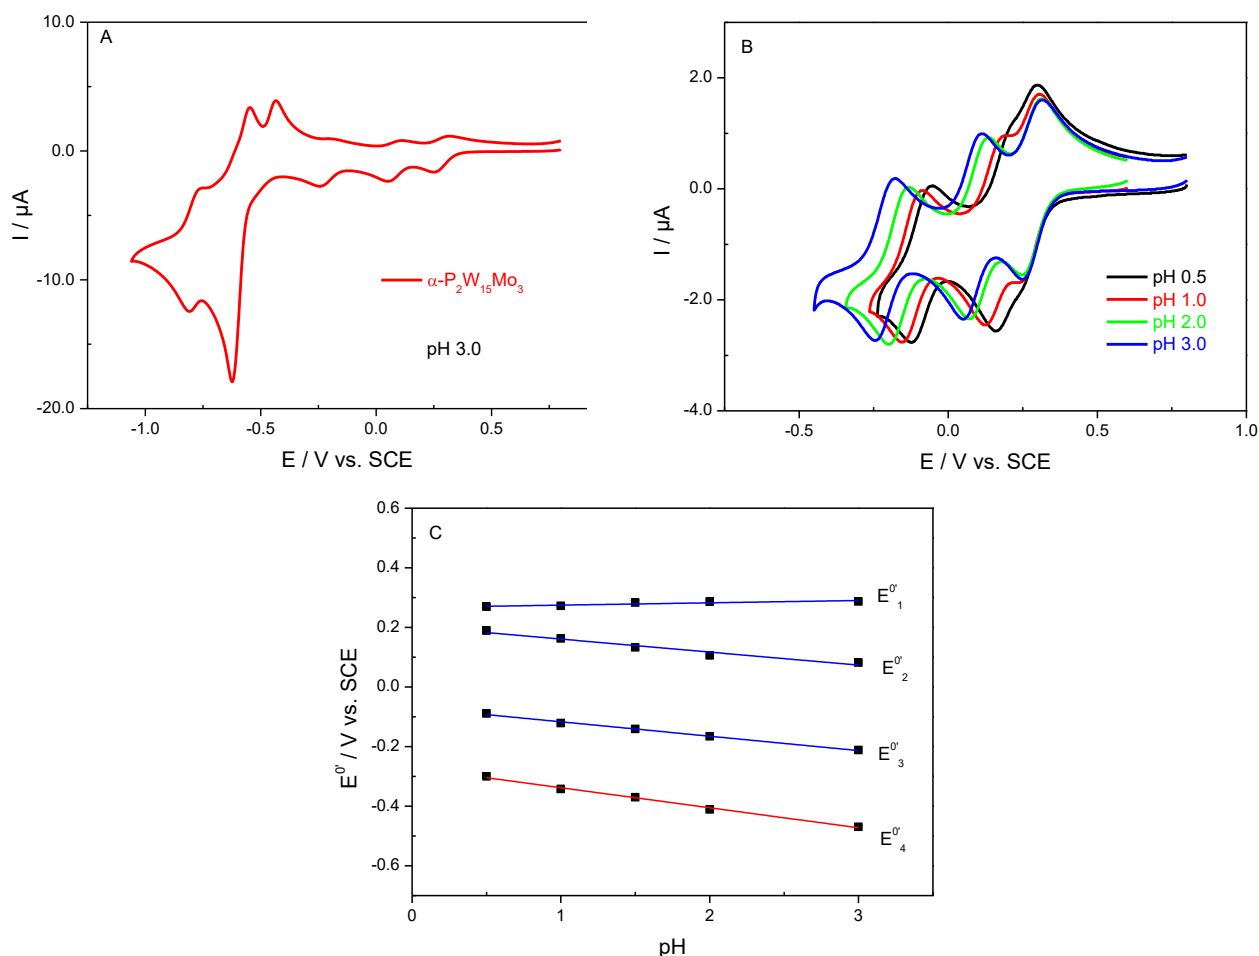 A
10.0
0.0
-10.0
-20.0
I / μA
α-P₂W₁₅Mo₃
pH 3.0
-1.0 -0.5 0.0 0.5
E / V vs. SCE
B
2.0
0.0
-2.0
-4.0
I / μA
pH 0.5
pH 1.0
pH 2.0
pH 3.0
-0.5 0.0 0.5 1.0
E / V vs. SCE
C
0.6
0.4
0.2
0.0
-0.2
-0.4
-0.6
E⁰' / V vs. SCE
E⁰'₁
E⁰'₂
E⁰'₃
E⁰'₄
0 1 2 3
pH